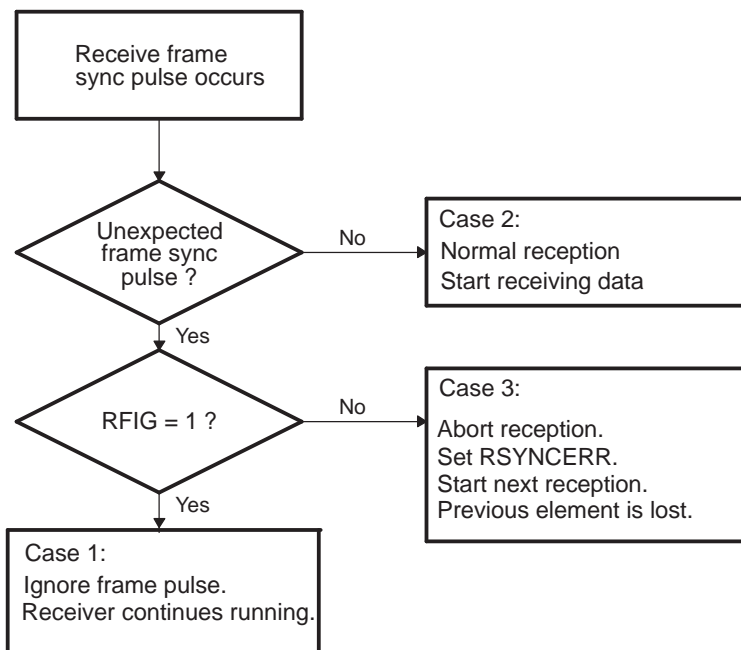 Receive frame
sync pulse occurs
Unexpected
frame sync
pulse ?
No
Case 2:
Normal reception
Start receiving data
Yes
RFIG = 1 ?
No
Case 3:
Abort reception.
Set RSYNCERR.
Start next reception.
Previous element is lost.
Yes
Case 1:
Ignore frame pulse.
Receiver continues running.